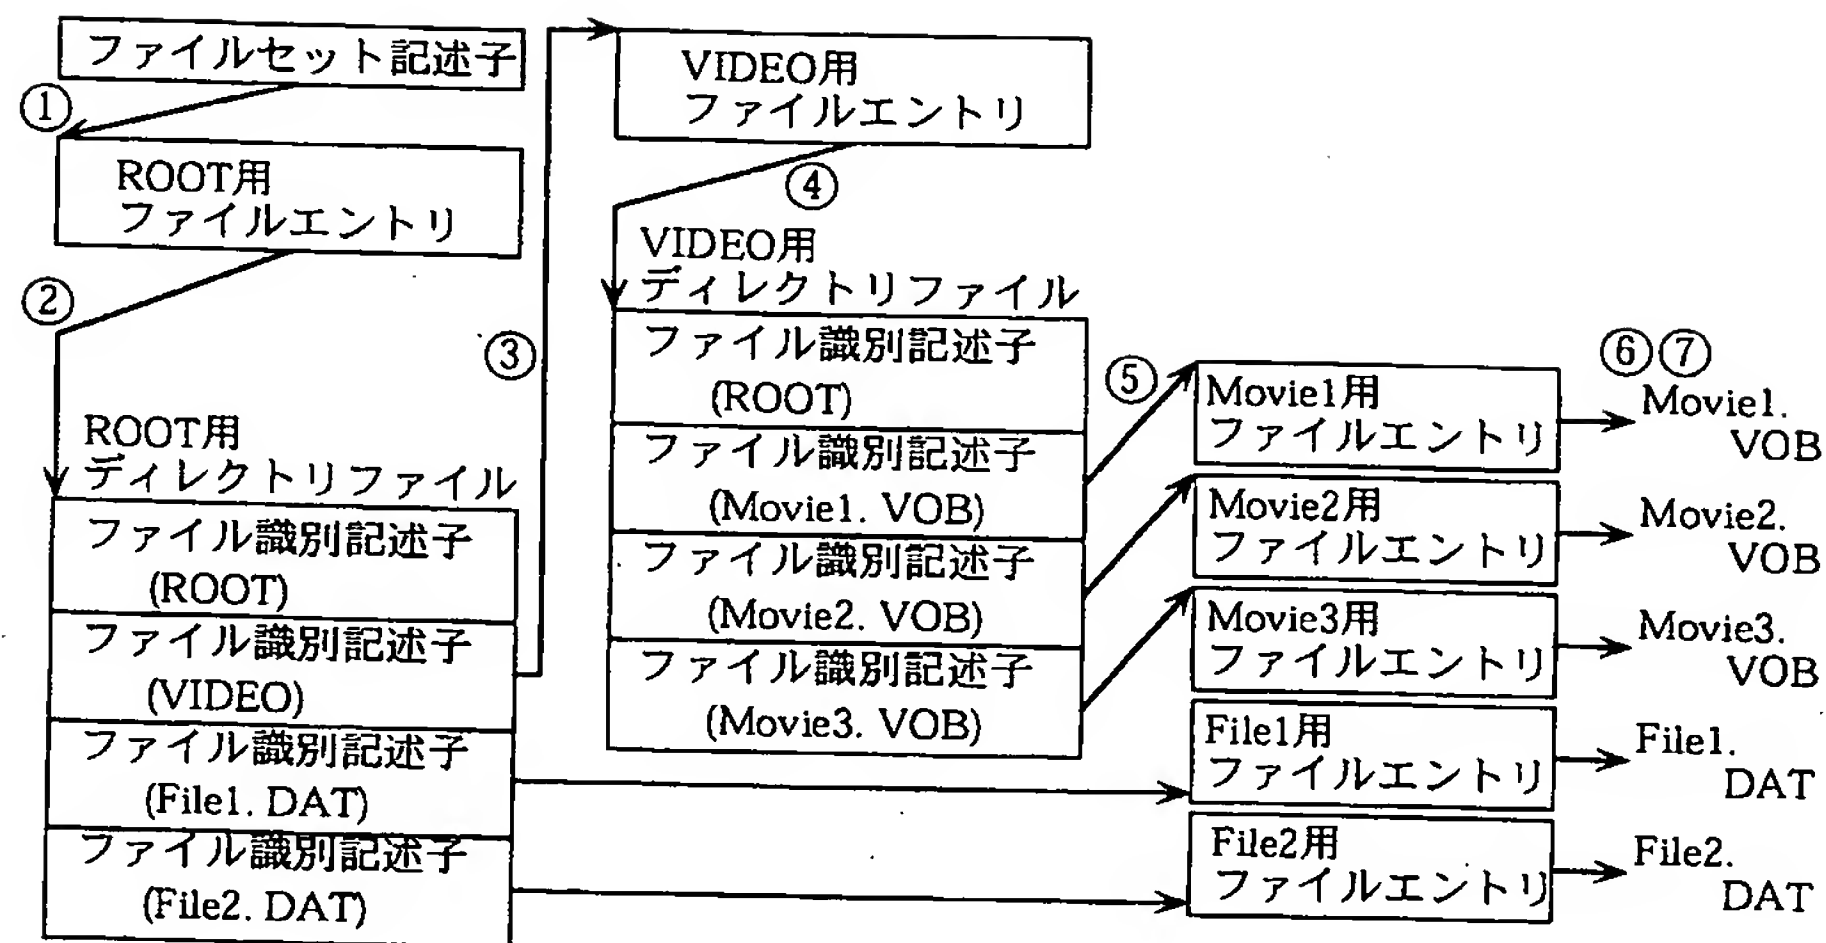 ファイルセット記述子
①
ROOT用
ファイルエントリ
②
ROOT用
ディレクトリファイル
ファイル識別記述子
(ROOT)
ファイル識別記述子
(VIDEO)
ファイル識別記述子
(File1. DAT)
ファイル識別記述子
(File2. DAT)
③
VIDEO用
ファイルエントリ
④
VIDEO用
ディレクトリファイル
ファイル識別記述子
(ROOT)
ファイル識別記述子
(Movie1. VOB)
ファイル識別記述子
(Movie2. VOB)
ファイル識別記述子
(Movie3. VOB)
⑤
Movie1用
ファイルエントリ
⑥⑦
Movie1.
VOB
Movie2用
ファイルエントリ
Movie2.
VOB
Movie3用
ファイルエントリ
Movie3.
VOB
File1用
ファイルエントリ
File1.
DAT
File2用
ファイルエントリ
File2.
DAT